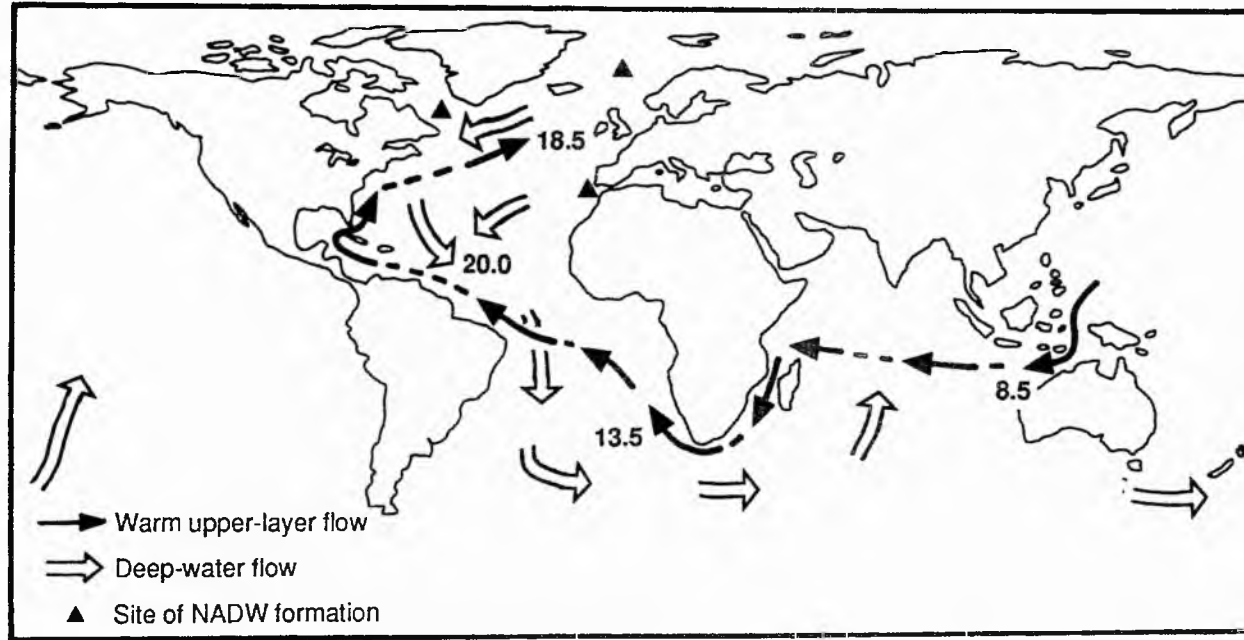 18.5
20.0
8.5
13.5
Warm upper-layer flow
Deep-water flow
Site of NADW formation